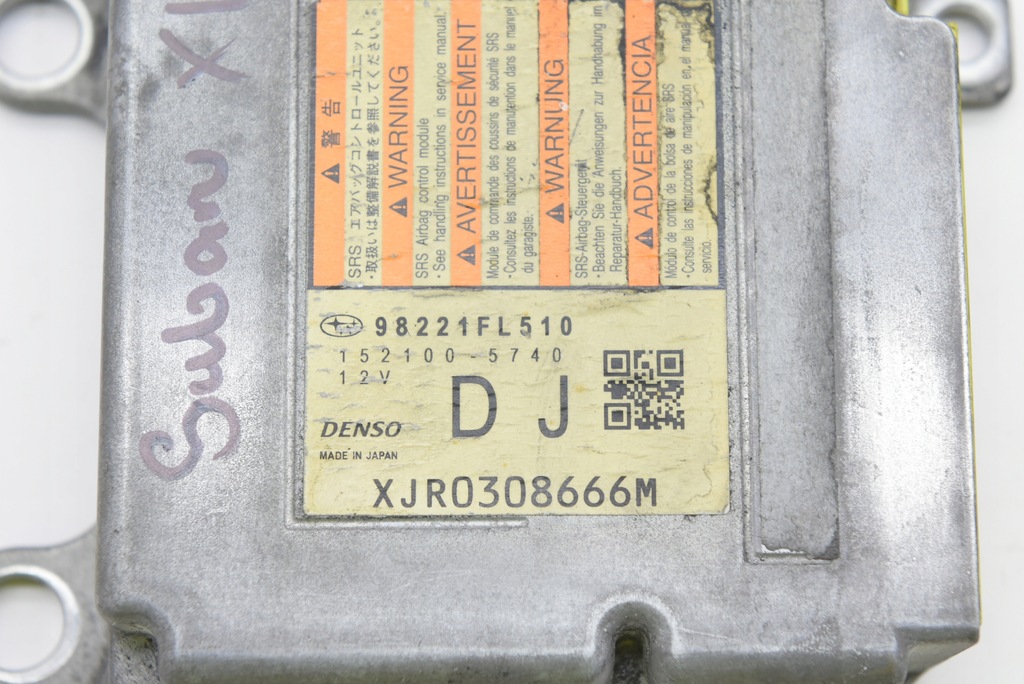 Subaru X
警告
SRS エアバッグコントロールユニット
・取扱いは整備解説書を参照してください。
WARNING
SRS Airbag control module
・See handling instructions in service manual.
AVERTISSEMENT
Module de commande des coussins de sécurité SRS
・Consultez les instructions de manutention dans le manuel
du garagiste.
WARNUNG
SRS-Airbag-Steuergerät
・Beachten Sie die Anweisungen zur Handhabung im
Reparatur-Handbuch.
ADVERTENCIA
Módulo de control de la bolsa de aire SRS
・Consulte las instrucciones de manipulación en el manual
servicio.
98221FL510
152100-5740
12V
D J
DENSO
MADE IN JAPAN
XJR0308666M